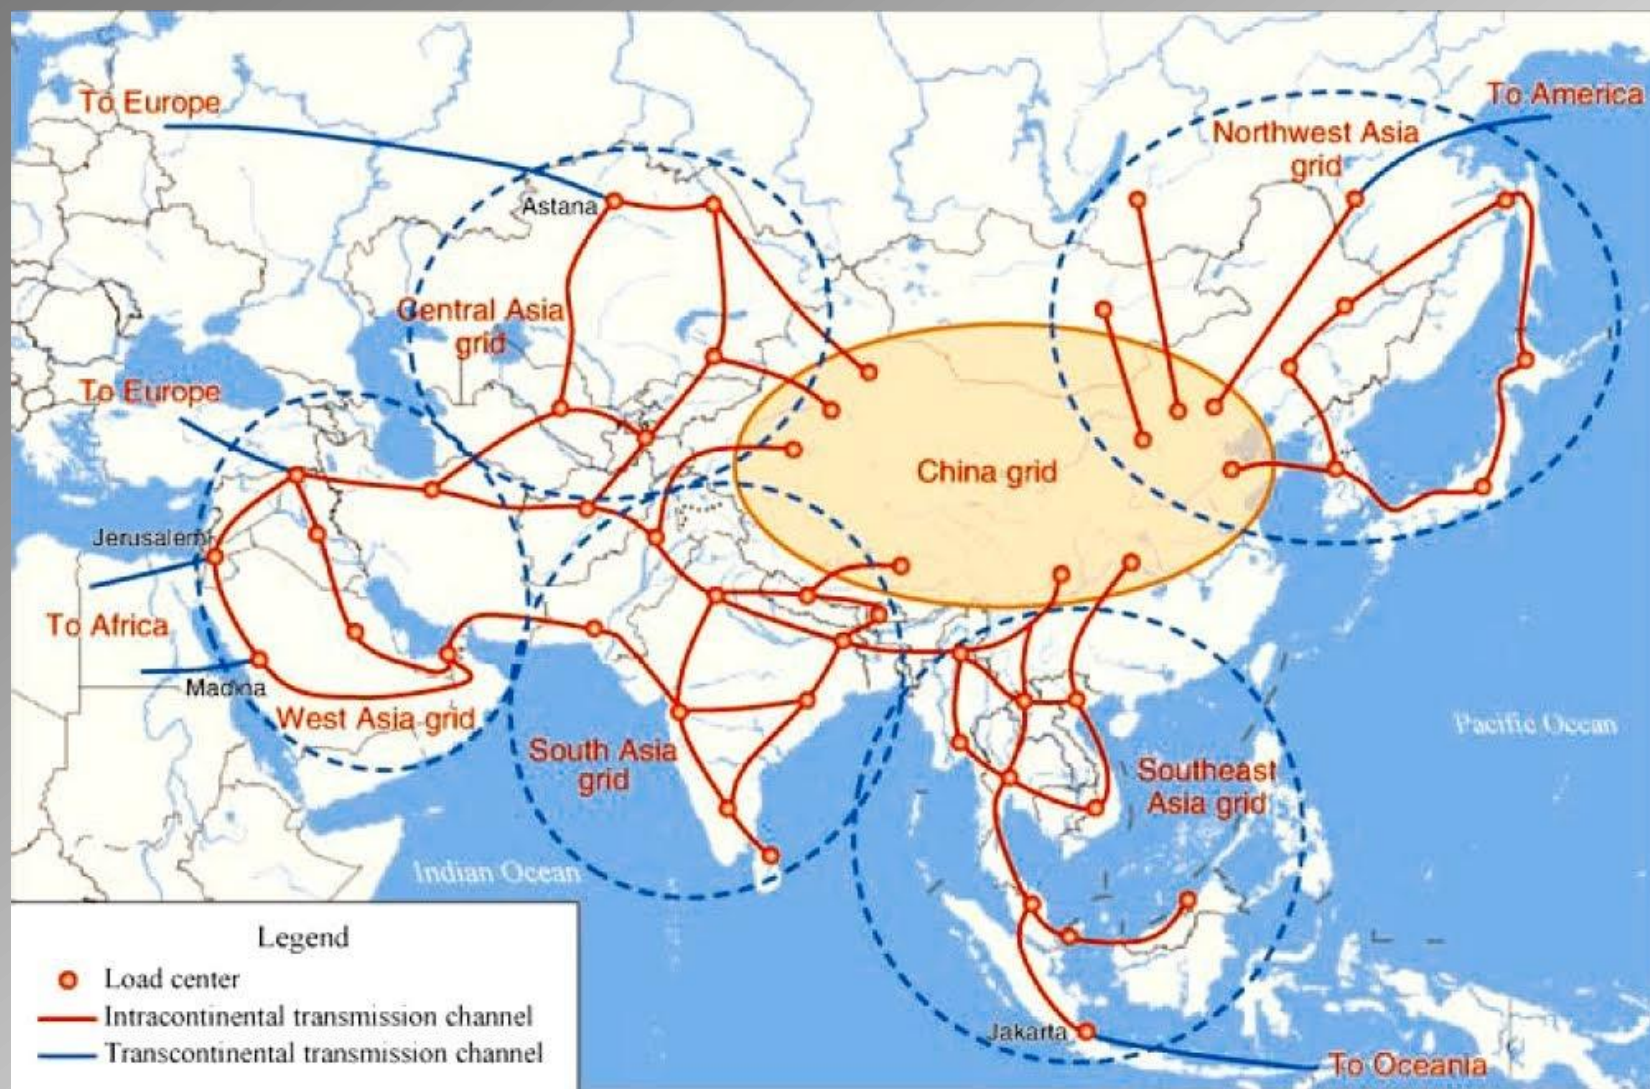 To Europe
To America
Northwest Asia
grid
Astana
Central Asia
grid
To Europe
China grid
Jerusalem
To Africa
Madina
West Asia grid
South Asia
grid
Southeast
Asia grid
Pacific Ocean
Indian Ocean
Jakarta
To Oceania
Legend
Load center
Intracontinental transmission channel
Transcontinental transmission channel